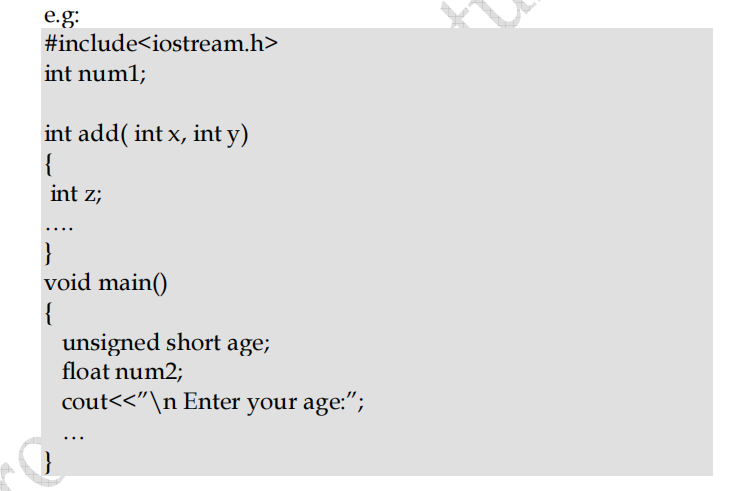 e.g:
#include<iostream.h>
int num1;
int add( int x, int y)
{
int z;
….
}
void main()
{
unsigned short age;
float num2;
cout<<”\n Enter your age:”;
…
}